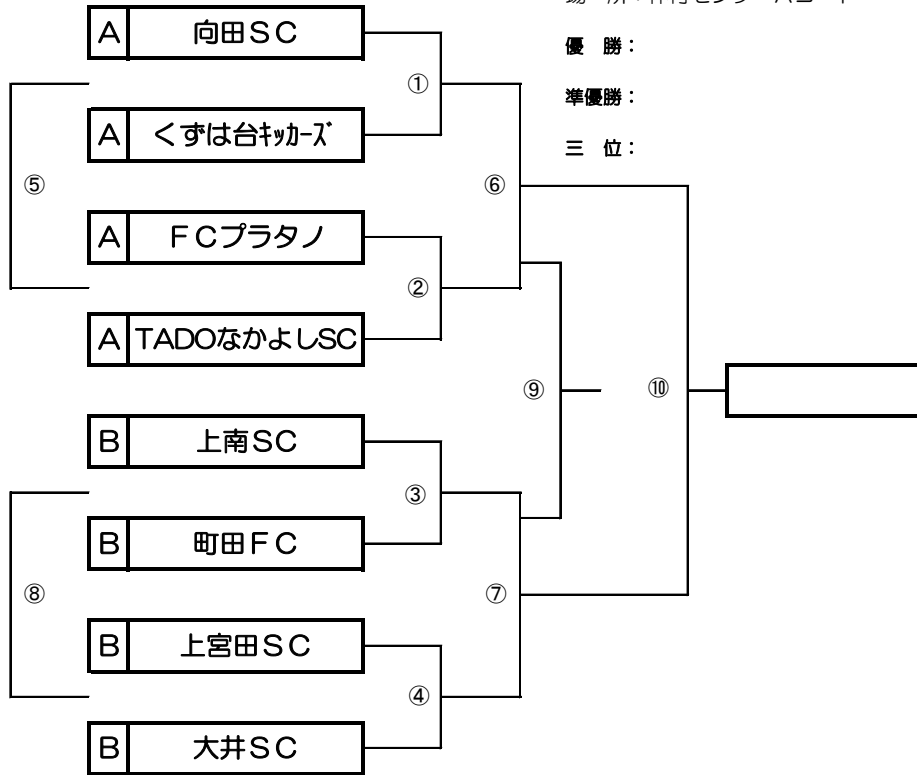 A 向田SC
優 勝：
①
準優勝：
A くずは台ｷｯｶｰｽﾞ
三 位：
⑤ ⑥
A FCプラタノ
②
A TADOなかよしSC
⑨ ⑩
B 上南SC
③
B 町田FC
⑧ ⑦
B 上宮田SC
④
B 大井SC